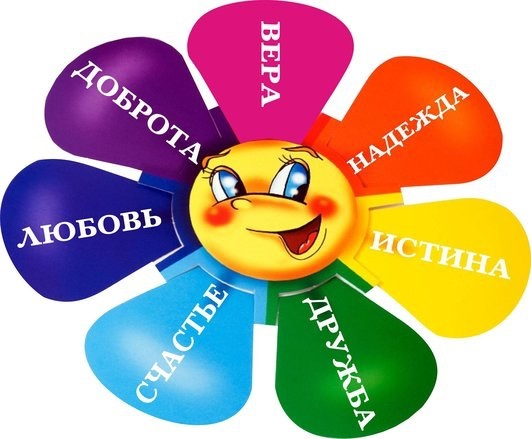 ВЕРА
НАДЕЖДА
ИСТИНА
ДРУЖБА
СЧАСТЬЕ
ЛЮБОВЬ
ДОБРОТА